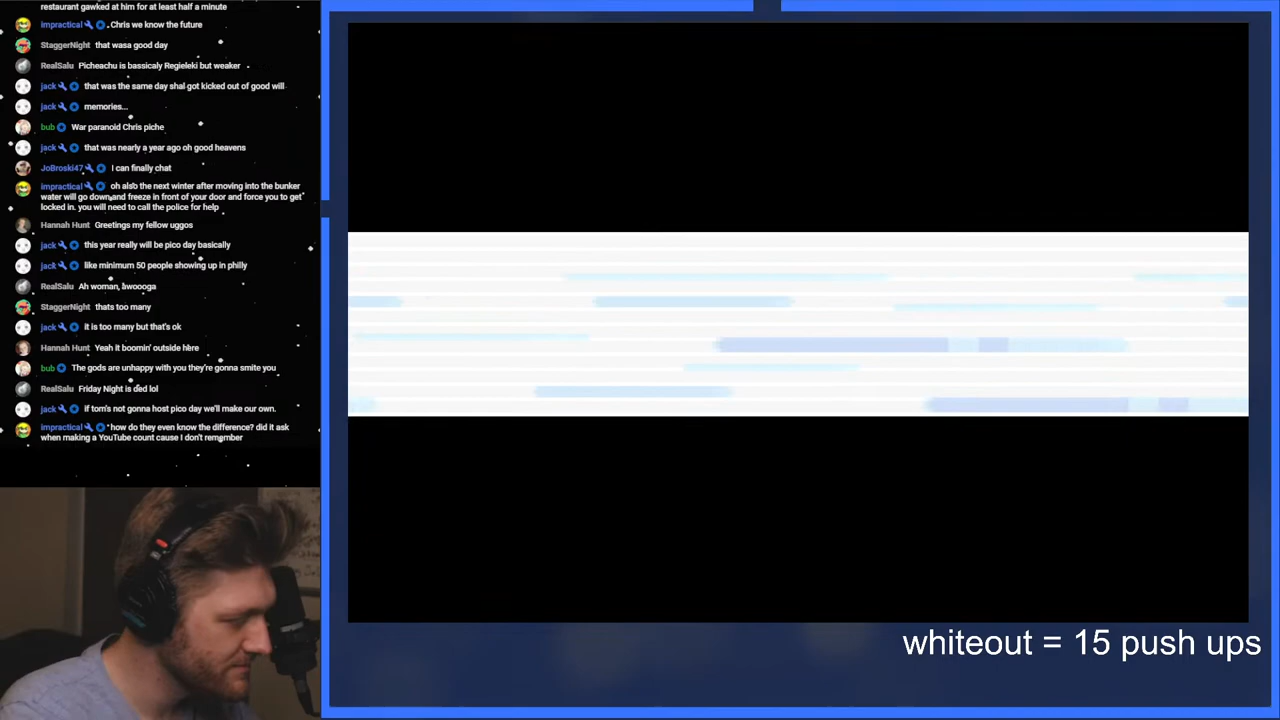 restaurant gawked at him for at least half a minute
impractical Chris we know the future
StaggerNight that wasa good day
RealSalu Picheachu is bassicaly Regieleki but weaker
jack that was the same day shal got kicked out of good will
jack memories...
bub War paranoid Chris piche
jack that was nearly a year ago oh good heavens
JoBroski47 I can finally chat
impractical oh also the next winter after moving into the bunker
water will go down and freeze in front of your door and force you to get
locked in. you will need to call the police for help
Hannah Hunt Greetings my fellow uggos
jack this year really will be pico day basically
jack like minimum 50 people showing up in philly
RealSalu Ah woman, awoooga
StaggerNight thats too many
jack it is too many but that's ok
Hannah Hunt Yeah it boomin' outside here
bub The gods are unhappy with you they're gonna smite you
RealSalu Friday Night is ded lol
jack if tom's not gonna host pico day we'll make our own.
impractical how do they even know the difference? did it ask
when making a YouTube count cause I don't remember
whiteout = 15 push ups